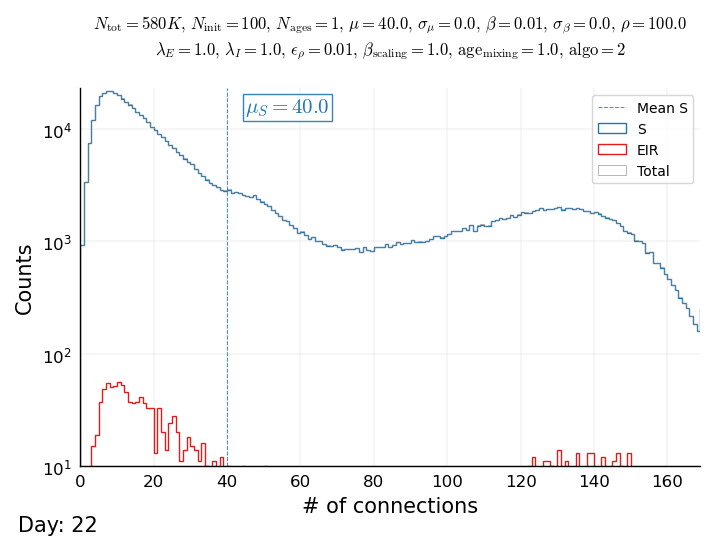 N_tot = 580K, N_init = 100, N_ages = 1, μ = 40.0, σ_μ = 0.0, β = 0.01, σ_β = 0.0, ρ = 100.0
λ_E = 1.0, λ_I = 1.0, ϵ_ρ = 0.01, β_scaling = 1.0, age_mixing = 1.0, algo = 2
μ_S = 40.0
Mean S
S
EIR
Total
Counts
10^4
10^3
10^2
10^1
0 20 40 60 80 100 120 140 160
# of connections
Day: 22